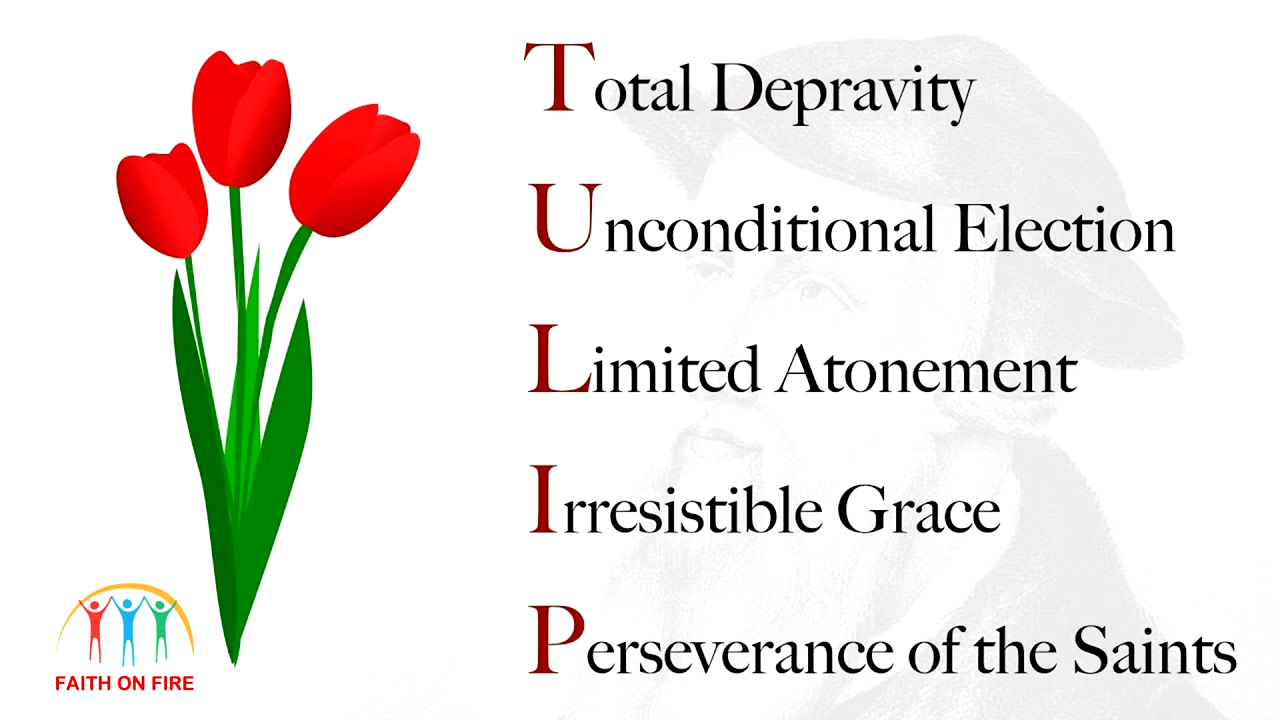 Total Depravity
Unconditional Election
Limited Atonement
Irresistible Grace
Perseverance of the Saints
FAITH ON FIRE